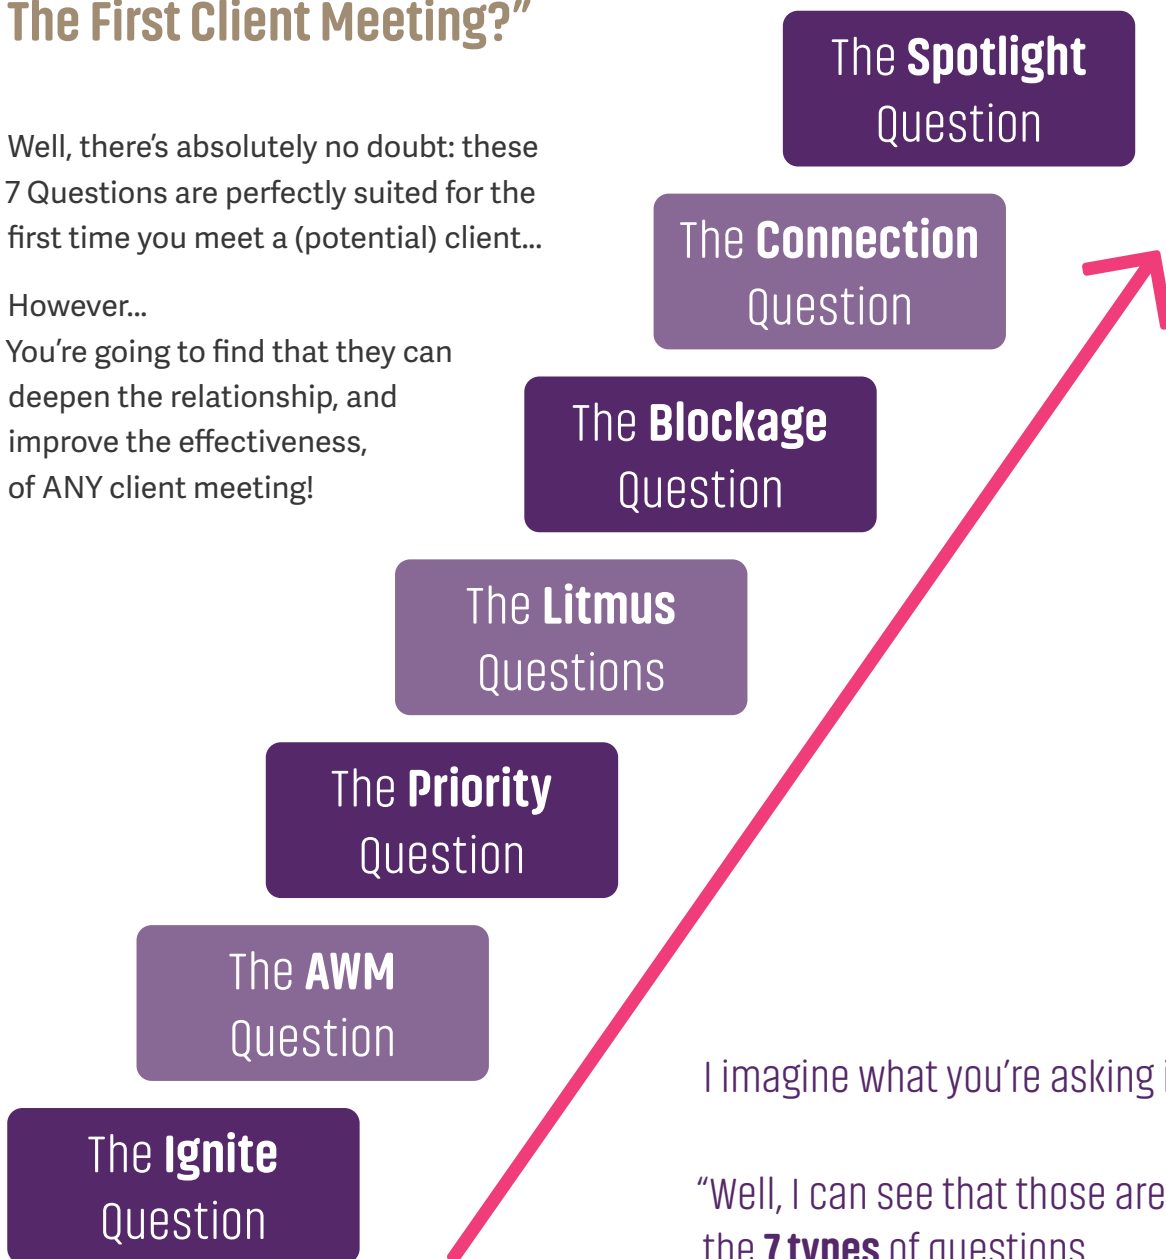 The First Client Meeting?”
Well, there’s absolutely no doubt: these
7 Questions are perfectly suited for the
first time you meet a (potential) client...
However...
You’re going to find that they can
deepen the relationship, and
improve the effectiveness,
of ANY client meeting!
The Spotlight
Question
The Connection
Question
The Blockage
Question
The Litmus
Questions
The Priority
Question
The AWM
Question
The Ignite
Question
I imagine what you’re asking
“Well, I can see that those are
the 7 types of questions